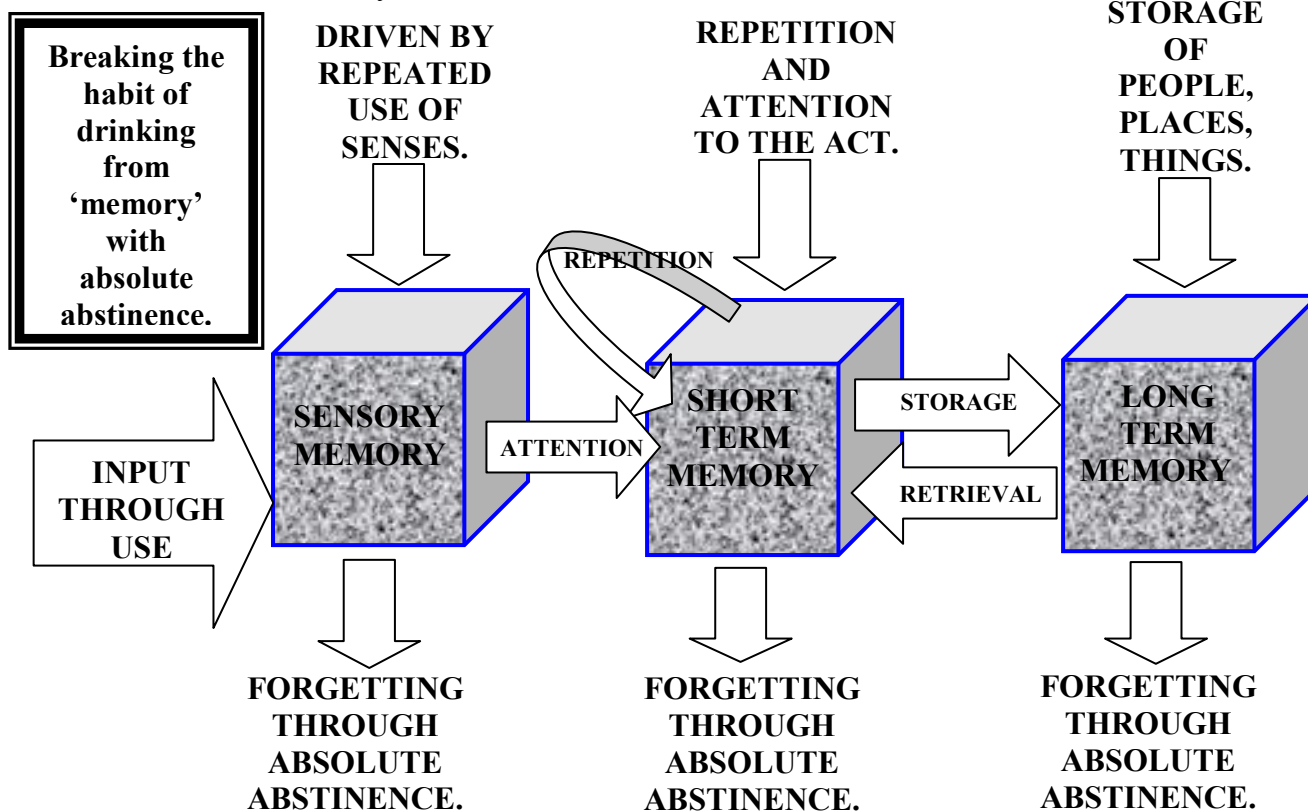 Breaking the
habit of
drinking
from
‘memory’
with
absolute
abstinence.
DRIVEN BY
REPEATED
USE OF
SENSES.
REPETITION
AND
ATTENTION
TO THE ACT.
STORAGE
OF
PEOPLE,
PLACES,
THINGS.
REPETITION
INPUT
THROUGH
USE
SENSORY
MEMORY
ATTENTION
SHORT
TERM
MEMORY
STORAGE
RETRIEVAL
LONG
TERM
MEMORY
FORGETTING
THROUGH
ABSOLUTE
ABSTINENCE.
FORGETTING
THROUGH
ABSOLUTE
ABSTINENCE.
FORGETTING
THROUGH
ABSOLUTE
ABSTINENCE.